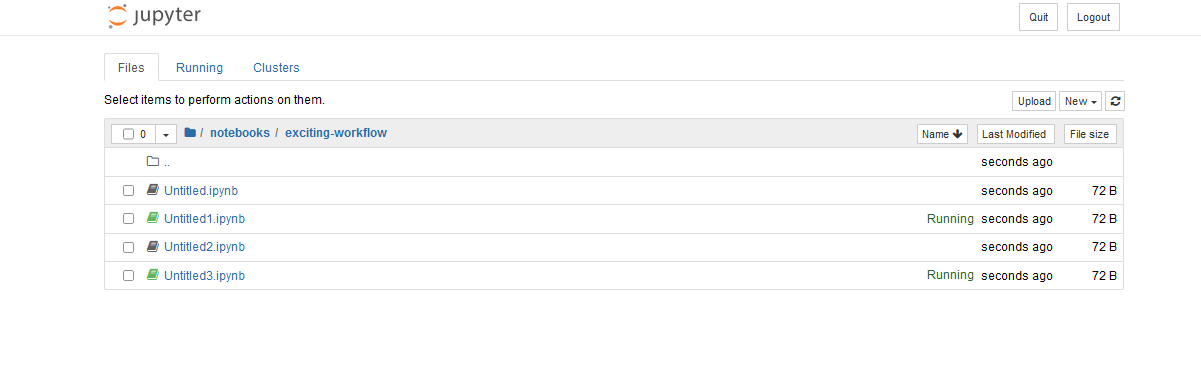 jupyter Quit Logout
Files Running Clusters
Select items to perform actions on them. Upload New
0 / notebooks / exciting-workflow Name Last Modified File size
.. seconds ago
Untitled.ipynb seconds ago 72 B
Untitled1.ipynb Running seconds ago 72 B
Untitled2.ipynb seconds ago 72 B
Untitled3.ipynb Running seconds ago 72 B